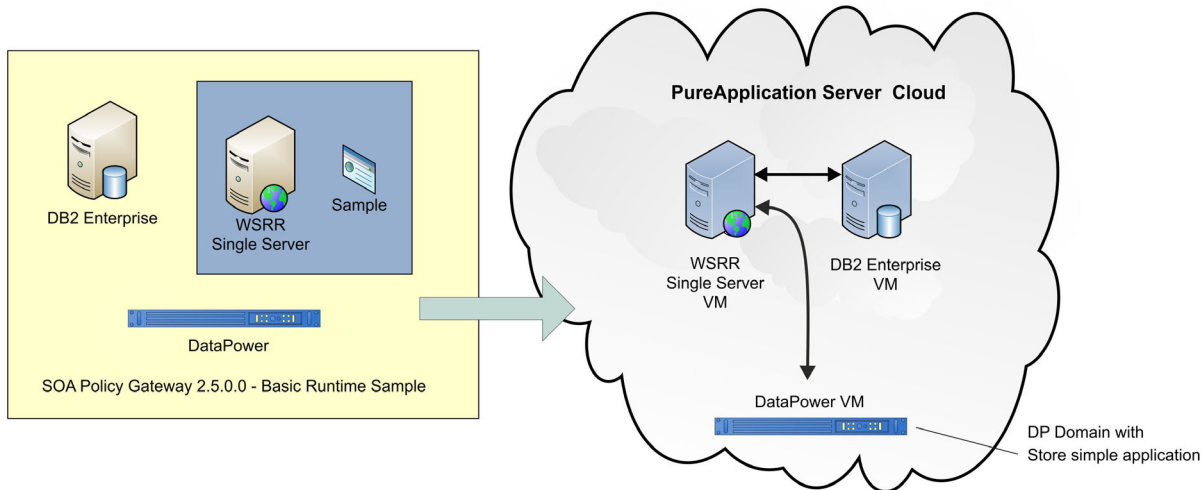 DB2 Enterprise
WSRR
Single Server
Sample
DataPower
SOA Policy Gateway 2.5.0.0 - Basic Runtime Sample
PureApplication Server Cloud
WSRR
Single Server
VM
DB2 Enterprise
VM
DataPower VM
DP Domain with
Store simple application